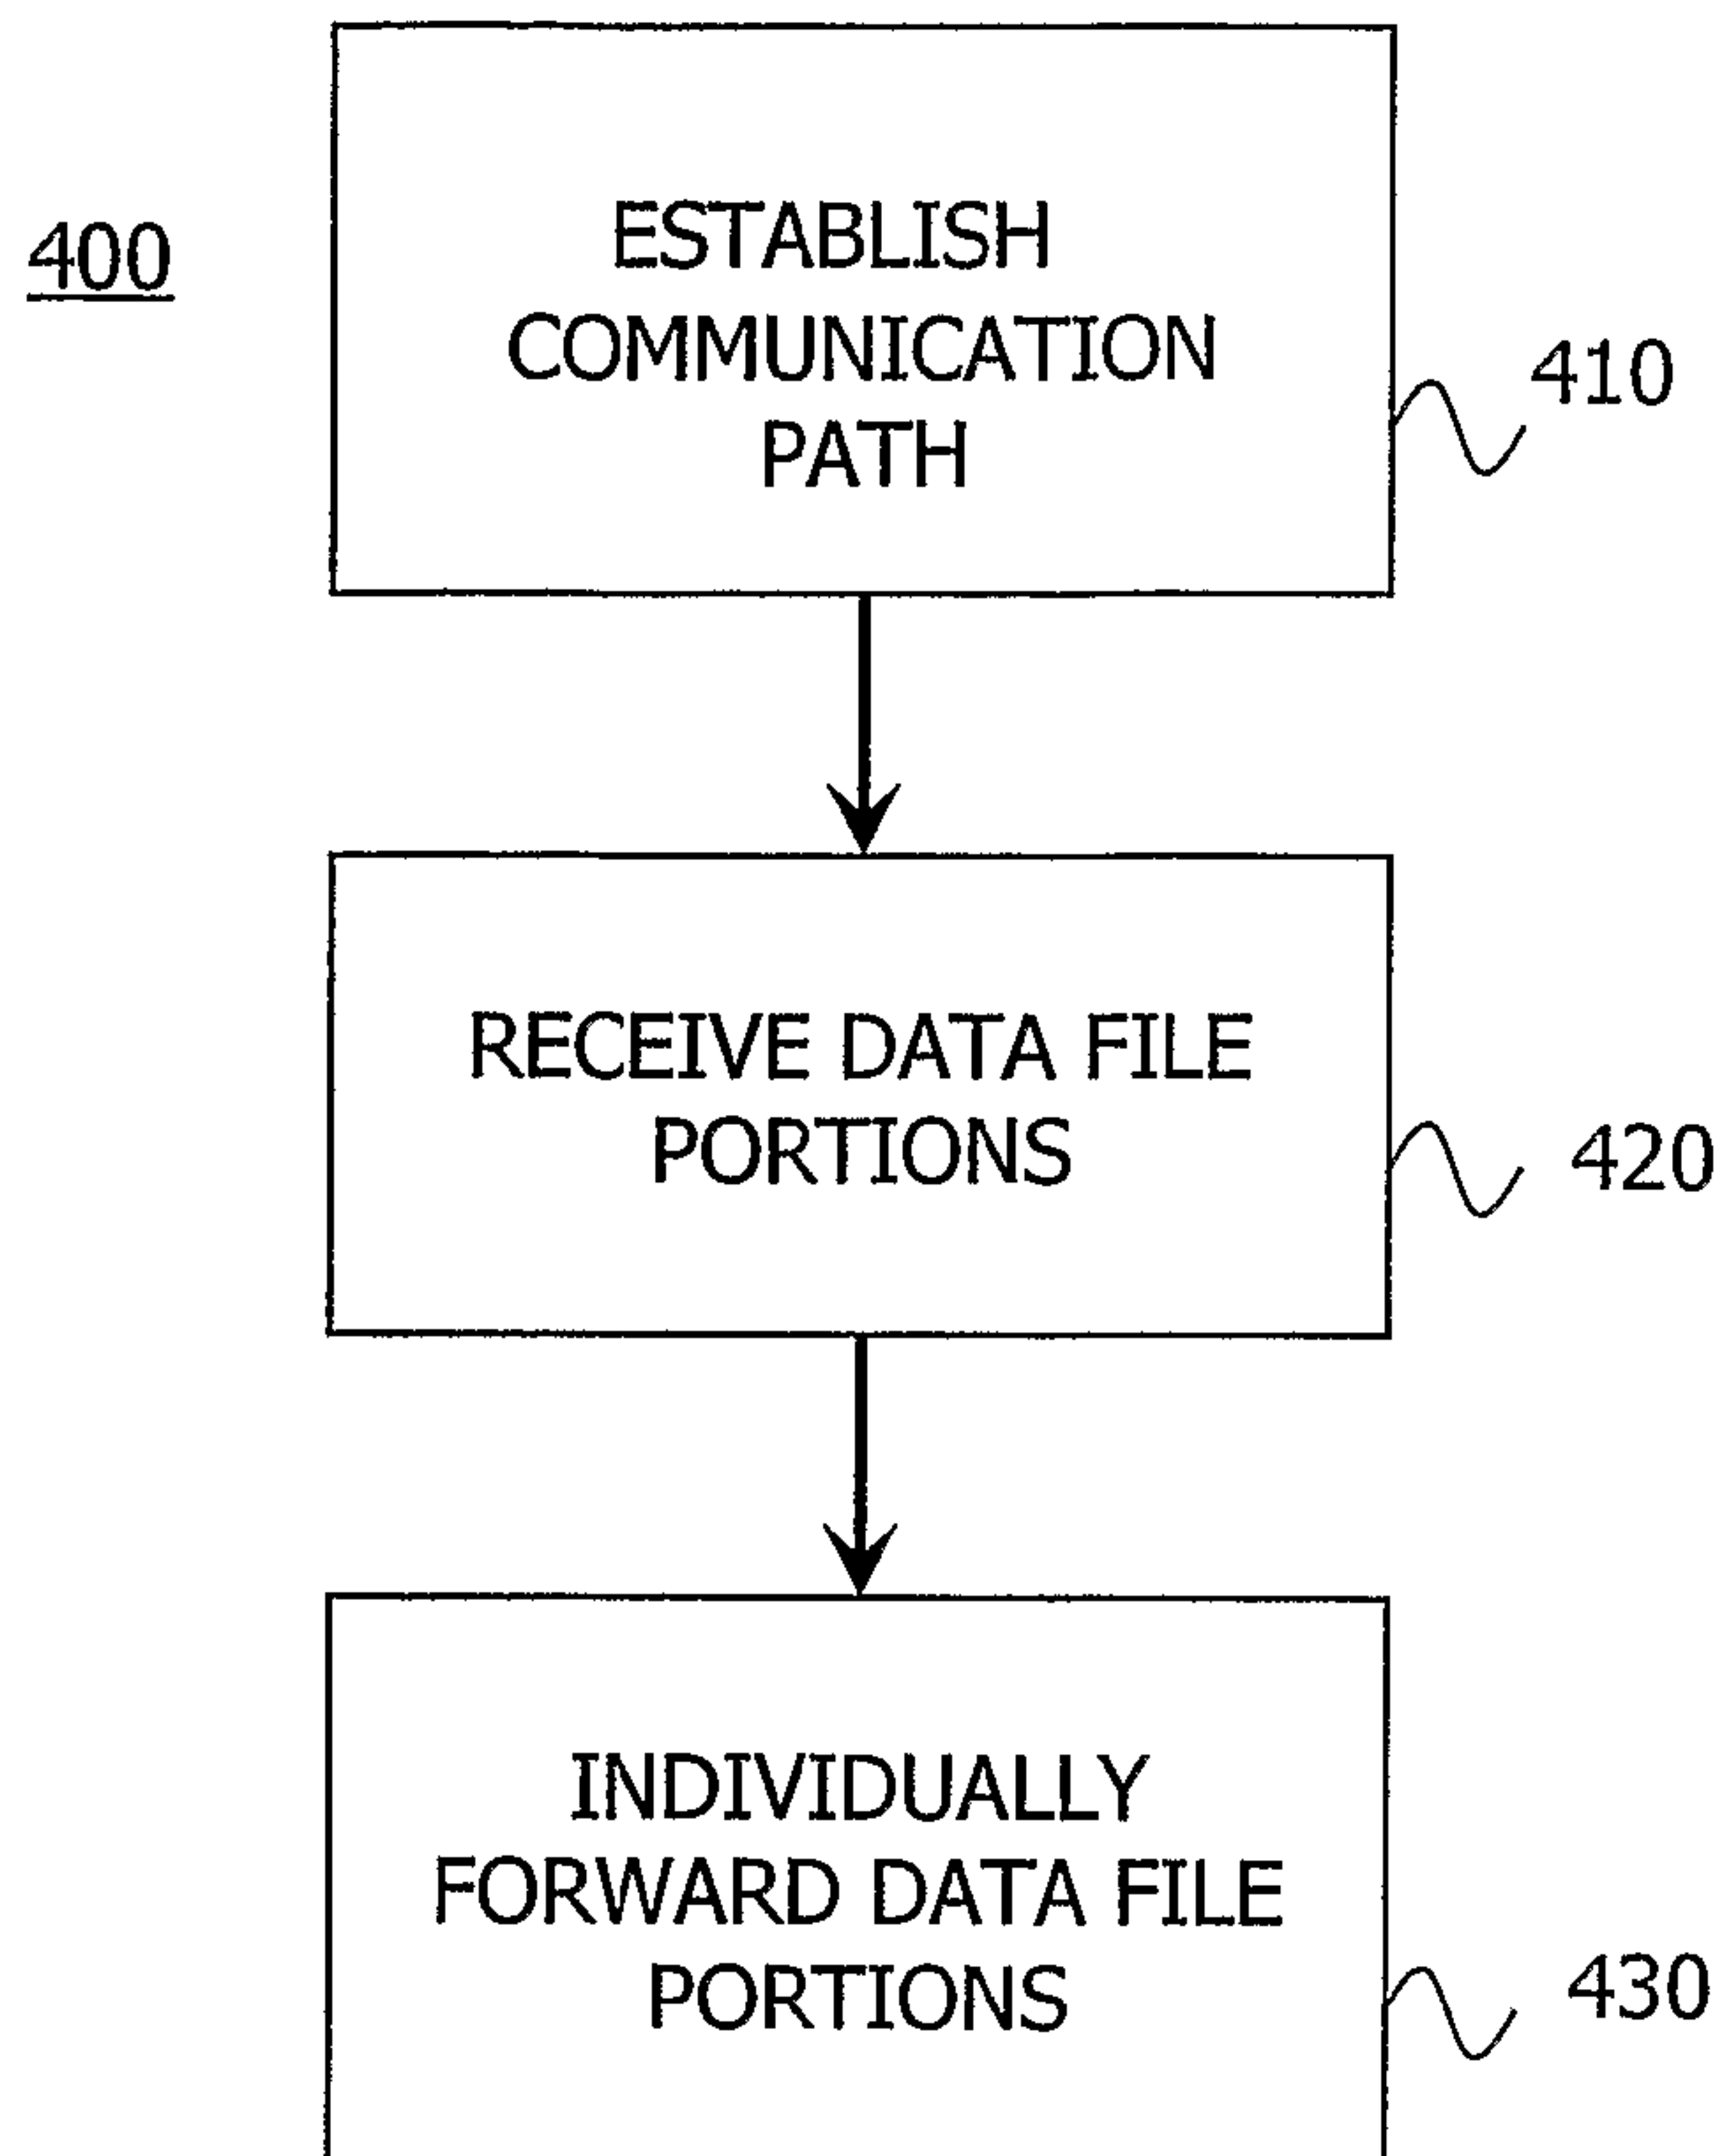 400
ESTABLISH
COMMUNICATION
PATH
410
RECEIVE DATA FILE
PORTIONS
420
INDIVIDUALLY
FORWARD DATA FILE
PORTIONS
430